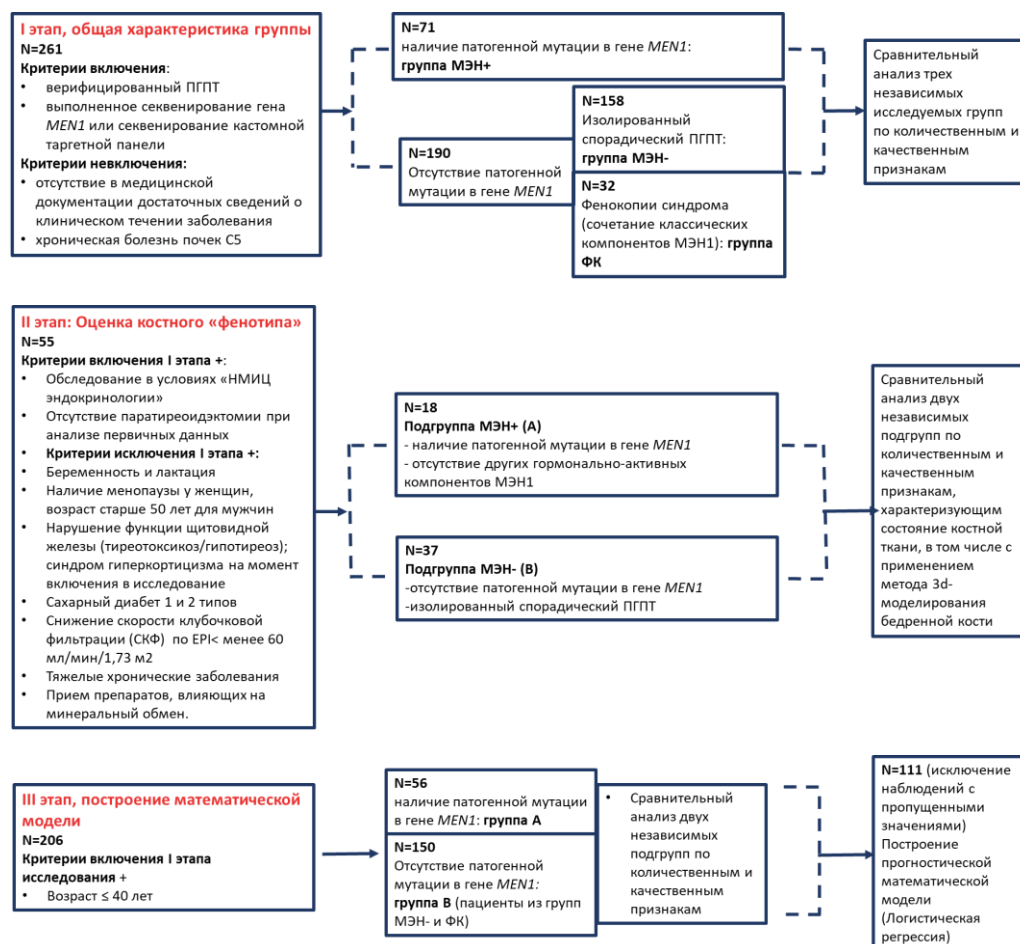 I этап, общая характеристика группы
N=261
Критерии включения:
• верифицированный ПГПТ
• выполненное секвенирование гена
MEN1 или секвенирование кастомной
таргетной панели
Критерии невключения:
• отсутствие в медицинской
документации достаточных сведений о
клиническом течении заболевания
• хроническая болезнь почек С5
N=71
наличие патогенной мутации в гене MEN1:
группа МЭН+
N=190
Отсутствие патогенной
мутации в гене MEN1
N=158
Изолированный
спорадический ПГПТ:
группа МЭН-
N=32
Фенокопии синдрома
(сочетание классических
компонентов МЭН1): группа
ФК
Сравнительный
анализ трех
независимых
исследуемых групп
по количественным и
качественным
признакам
II этап: Оценка костного «фенотипа»
N=55
Критерии включения I этапа +:
• Обследование в условиях «НМИЦ
эндокринологии»
• Отсутствие паратиреоидэктомии при
анализе первичных данных
• Критерии исключения I этапа +:
• Беременность и лактация
• Наличие менопаузы у женщин,
возраст старше 50 лет для мужчин
• Нарушение функции щитовидной
железы (тиреотоксикоз/гипотиреоз);
синдром гиперкортицизма на момент
включения в исследование
• Сахарный диабет 1 и 2 типов
• Снижение скорости клубочковой
фильтрации (СКФ) по EPI< менее 60
мл/мин/1,73 м2
• Тяжелые хронические заболевания
• Прием препаратов, влияющих на
минеральный обмен.
N=18
Подгруппа МЭН+ (А)
- наличие патогенной мутации в гене MEN1
- отсутствие других гормонально-активных
компонентов МЭН1
N=37
Подгруппа МЭН- (В)
-отсутствие патогенной мутации в гене MEN1
-изолированный спорадический ПГПТ
Сравнительный
анализ двух
независимых
подгрупп по
количественным и
качественным
признакам,
характеризующим
состояние костной
ткани, в том числе с
применением
метода 3d-
моделирования
бедренной кости
III этап, построение математической
модели
N=206
Критерии включения I этапа
исследования +
• Возраст ≤ 40 лет
N=56
наличие патогенной мутации
в гене MEN1: группа А
N=150
Отсутствие патогенной
мутации в гене MEN1:
группа В (пациенты из групп
МЭН- и ФК)
• Сравнительный
анализ двух
независимых
подгрупп по
количественным и
качественным
признакам
N=111 (исключение
наблюдений с
пропущенными
значениями)
Построение
прогностической
математической
модели
(Логистическая
регрессия)